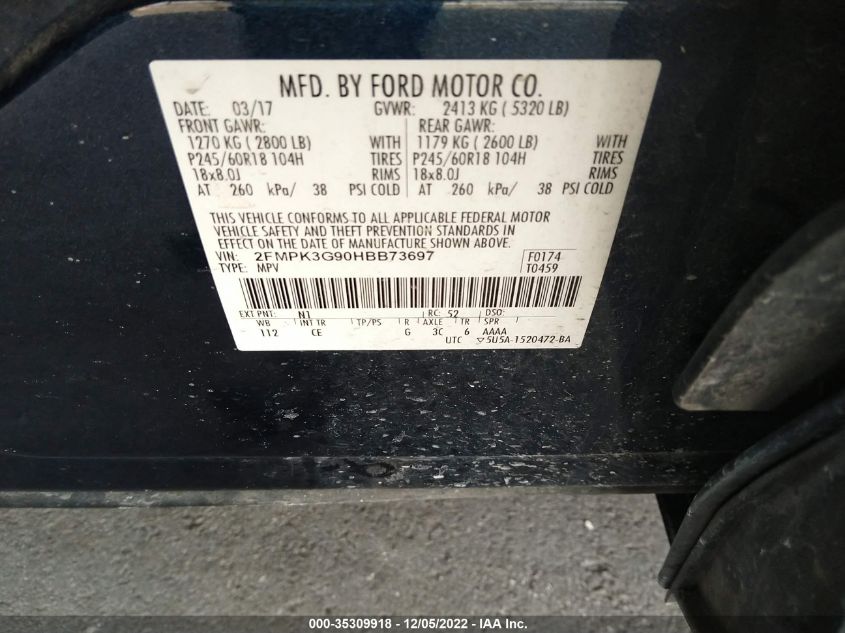 MFD. BY FORD MOTOR CO.
DATE: 03/17 GVWR: 2413 KG ( 5320 LB)
FRONT GAWR: REAR GAWR:
1270 KG ( 2800 LB) WITH 1179 KG ( 2600 LB) WITH
P245/60R18 104H TIRES P245/60R18 104H TIRES
18x8.0J RIMS 18x8.0J RIMS
AT 260 kPa/ 38 PSI COLD AT 260 kPa/ 38 PSI COLD
THIS VEHICLE CONFORMS TO ALL APPLICABLE FEDERAL MOTOR
VEHICLE SAFETY AND THEFT PREVENTION STANDARDS IN
EFFECT ON THE DATE OF MANUFACTURE SHOWN ABOVE.
VIN: 2FMPK3G90HBB73697 F0174
TYPE: MPV T0459
EXT PNT: N1 RC: 52 DSO:
WB INT TR TP/PS R AXLE TR SPR
112 CE G 3C 6 AAAA
UTC ▽5U5A-1520472-BA
000-35309918 - 12/05/2022 - IAA Inc.